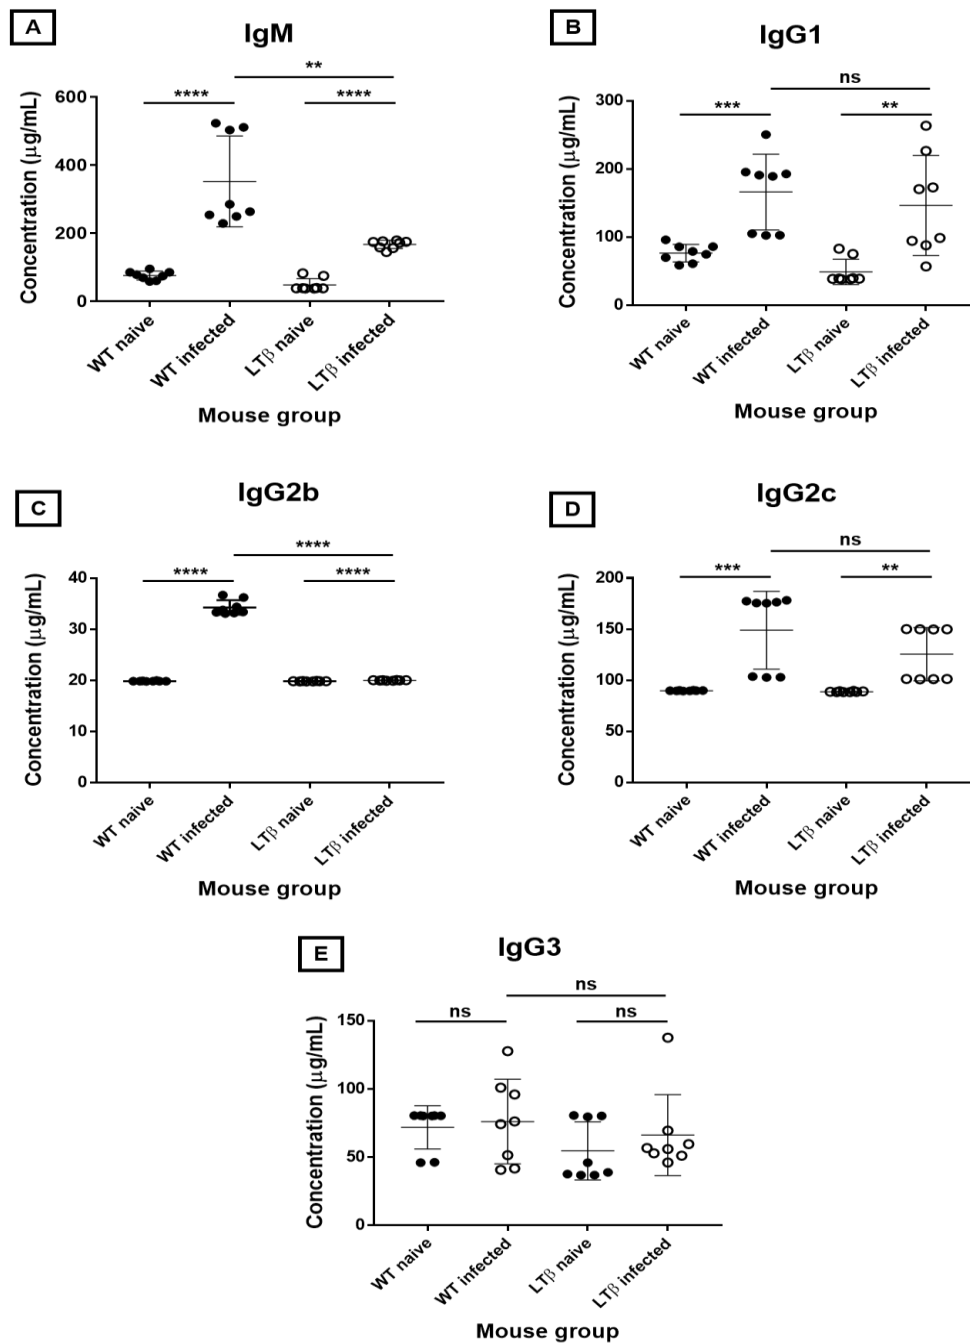 A
IgM
**
****
****
Concentration (μg/mL)
600
400
200
0
WT naive
WT infected
LTβ naive
LTβ infected
Mouse group
B
IgG1
ns
***
**
Concentration (μg/mL)
300
200
100
0
WT naive
WT infected
LTβ naive
LTβ infected
Mouse group
C
IgG2b
****
****
****
Concentration (μg/mL)
40
30
20
10
0
WT naive
WT infected
LTβ naive
LTβ infected
Mouse group
D
IgG2c
ns
***
**
Concentration (μg/mL)
200
150
100
50
0
WT naive
WT infected
LTβ naive
LTβ infected
Mouse group
E
IgG3
ns
ns
ns
Concentration (μg/mL)
150
100
50
0
WT naive
WT infected
LTβ naive
LTβ infected
Mouse group